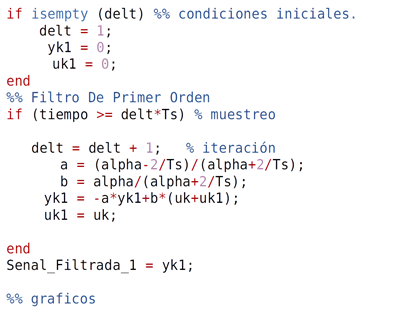 if isempty (delt) %% condiciones iniciales.
delt = 1;
yk1 = 0;
uk1 = 0;
end
%% Filtro De Primer Orden
if (tiempo >= delt*Ts) % muestreo
delt = delt + 1; % iteración
a = (alpha-2/Ts)/(alpha+2/Ts);
b = alpha/(alpha+2/Ts);
yk1 = -a*yk1+b*(uk+uk1);
uk1 = uk;
end
Senal_Filtrada_1 = yk1;
%% graficos